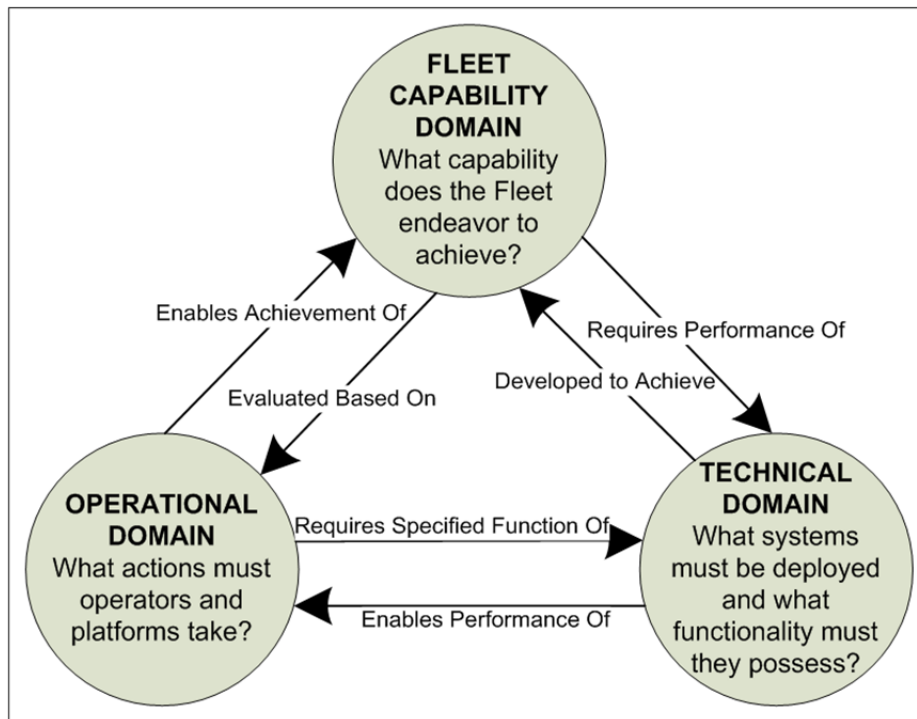 FLEET
CAPABILITY
DOMAIN
What capability
does the Fleet
endeavor to
achieve?
Enables Achievement Of
Requires Performance Of
Developed to Achieve
Evaluated Based On
OPERATIONAL
DOMAIN
What actions must
operators and
platforms take?
Requires Specified Function Of
Enables Performance Of
TECHNICAL
DOMAIN
What systems
must be deployed
and what
functionality must
they possess?